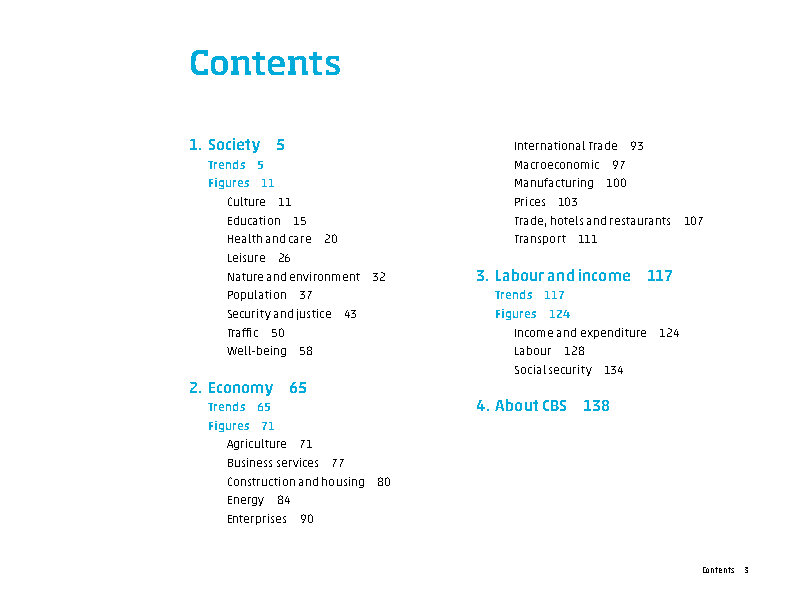 Contents
1. Society 5
Trends 5
Figures 11
Culture 11
Education 15
Health and care 20
Leisure 26
Nature and environment 32
Population 37
Security and justice 43
Traffic 50
Well-being 58
2. Economy 65
Trends 65
Figures 71
Agriculture 71
Business services 77
Construction and housing 80
Energy 84
Enterprises 90
International Trade 93
Macroeconomic 97
Manufacturing 100
Prices 103
Trade, hotels and restaurants 107
Transport 111
3. Labour and income 117
Trends 117
Figures 124
Income and expenditure 124
Labour 128
Social security 134
4. About CBS 138
Contents 3